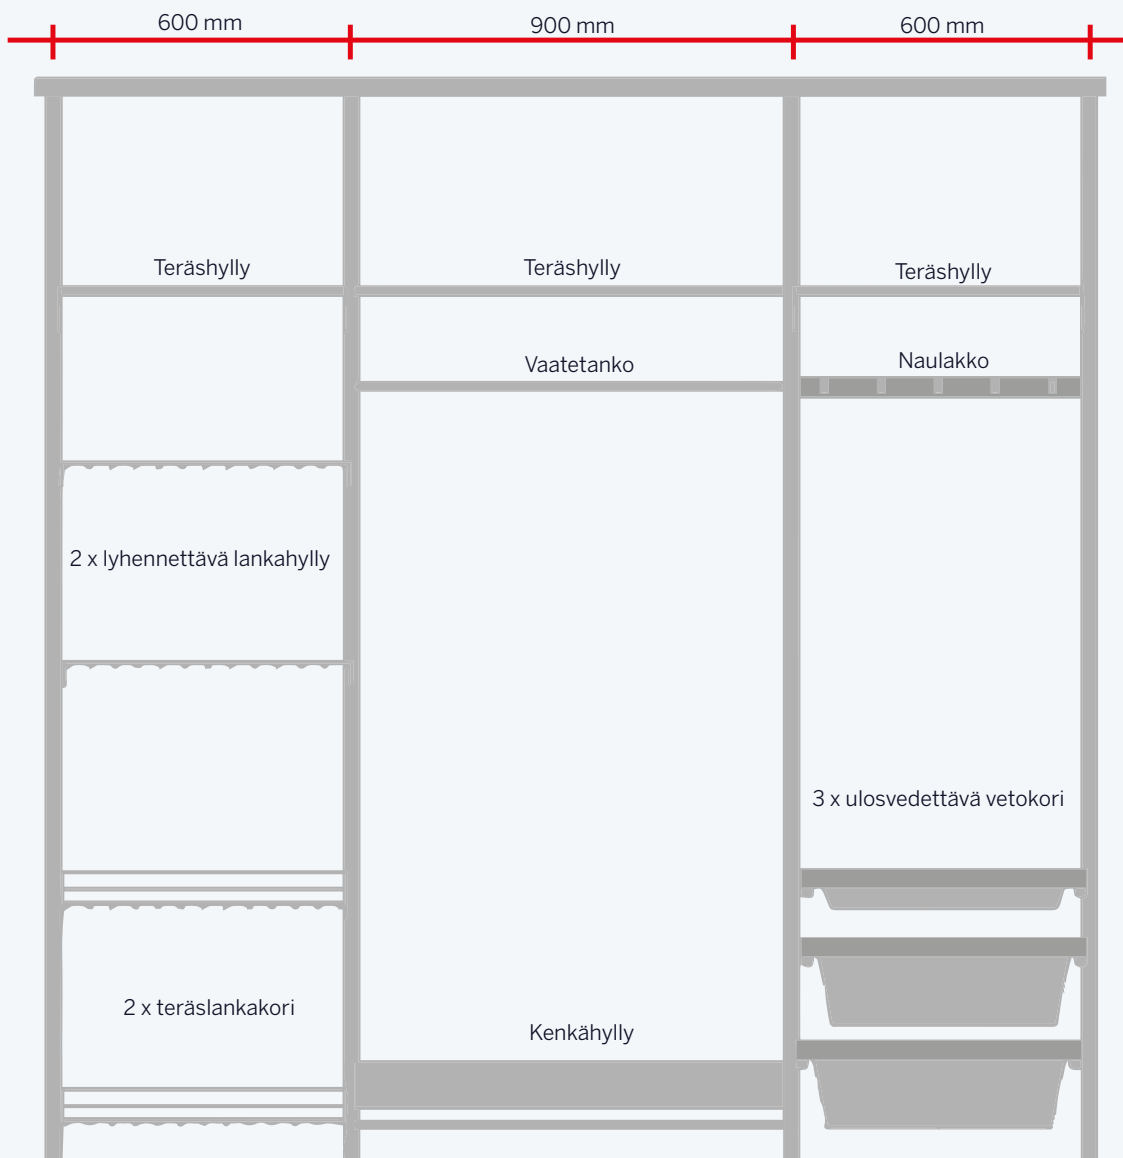 600 mm
900 mm
600 mm
Teräshylly
Teräshylly
Teräshylly
Vaatetanko
Naulakko
2 x lyhennettävä lankahylly
3 x ulosvedettävä vetokori
2 x teräslankakori
Kenkähylly